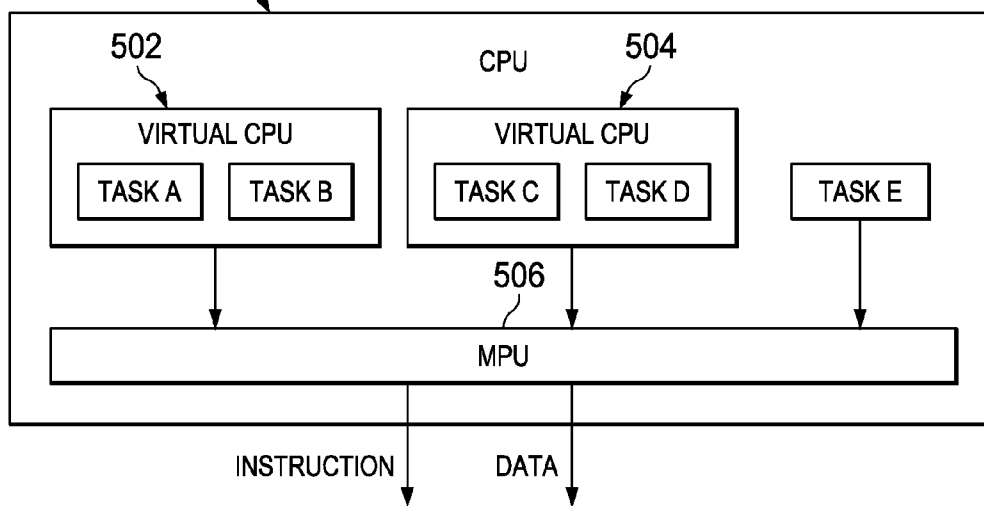 502
CPU
504
VIRTUAL CPU
VIRTUAL CPU
TASK A
TASK B
TASK C
TASK D
TASK E
506
MPU
INSTRUCTION
DATA